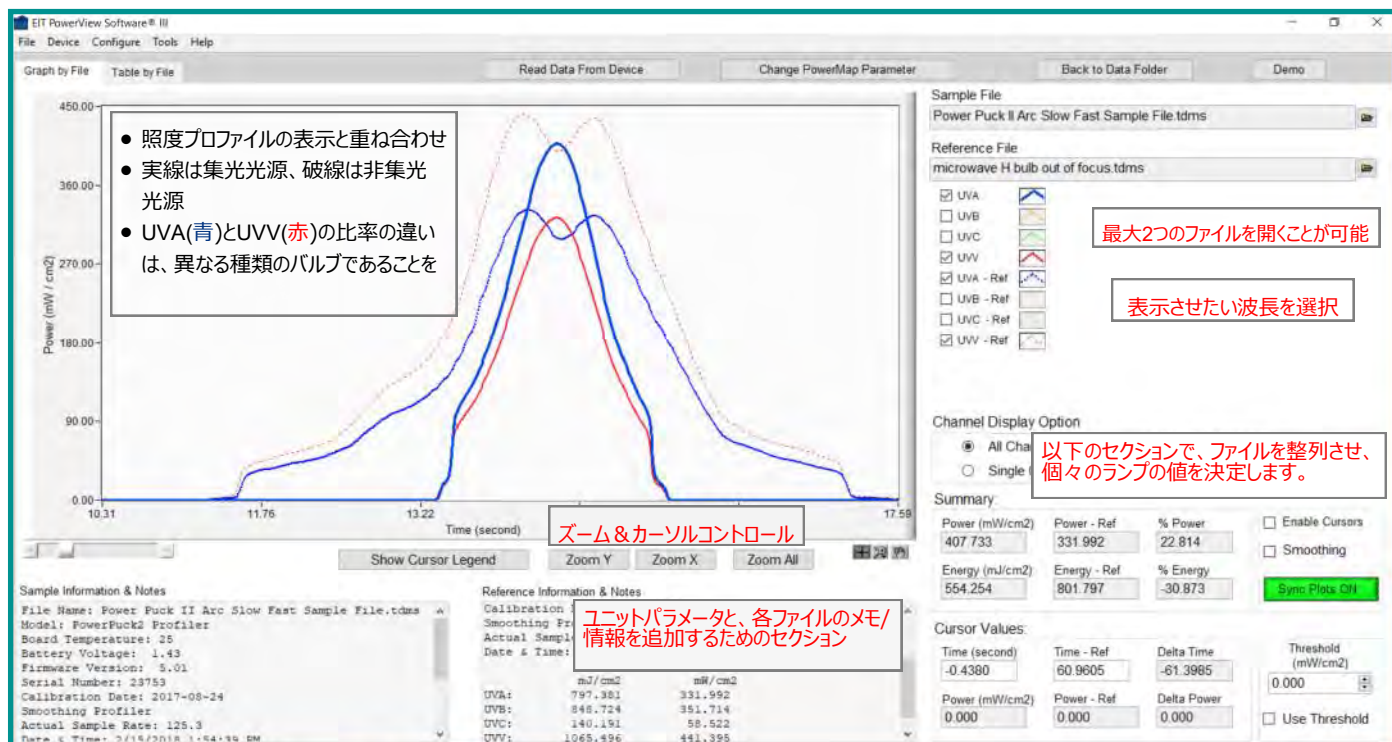 EIT PowerView Software® III
File Device Configure Tools Help
Graph by File Table by File Read Data From Device Change PowerMap Parameter Back to Data Folder Demo
450.00
360.00
270.00
180.00
90.00
0.00
Power (mW / cm2)
● 照度プロファイルの表示と重ね合わせ
● 実線は集光光源、破線は非集光
光源
● UVA(青)とUVV(赤)の比率の違い
は、異なる種類のバルブであることを
10.31 11.76 13.22 17.59
Time (second)
ズーム&カーソルコントロール
Show Cursor Legend Zoom Y Zoom X Zoom All
Sample File
Power Puck II Arc Slow Fast Sample File.tdms
Reference File
microwave H bulb out of focus.tdms
UVA
UVB
UVC
UVV
UVA - Ref
UVB - Ref
UVC - Ref
UVV - Ref
最大2つのファイルを開くことが可能
表示させたい波長を選択
Channel Display Option
All Cha
Single
以下のセクションで、ファイルを整列させ、
個々のランプの値を決定します。
Summary:
Power (mW/cm2) Power - Ref % Power
407.733 331.992 22.814
Energy (mJ/cm2) Energy - Ref % Energy
554.254 801.797 -30.873
Enable Cursors
Smoothing
Sync Plots ON
Cursor Values:
Time (second) Time - Ref Delta Time
-0.4380 60.9605 -61.3985
Power (mW/cm2) Power - Ref Delta Power
0.000 0.000 0.000
Threshold
(mW/cm2)
0.000
Use Threshold
Sample Information & Notes
File Name: Power Puck II Arc Slow Fast Sample File.tdms
Model: PowerPuck2 Profiler
Board Temperature: 25
Battery Voltage: 1.43
Firmware Version: 5.01
Serial Number: 23753
Calibration Date: 2017-08-24
Smoothing Profiler
Actual Sample Rate: 125.3
Date & Time: 2/15/2018 1:54:39 PM
Reference Information & Notes
Calibration
Smoothing Pr
Actual Sampl
Date & Time:
ユニットパラメータと、各ファイルのメモ/
情報を追加するためのセクション
mJ/cm2 mW/cm2
UVA: 797.381 331.992
UVB: 848.724 351.714
UVC: 140.191 58.522
UVV: 1065.496 441.395